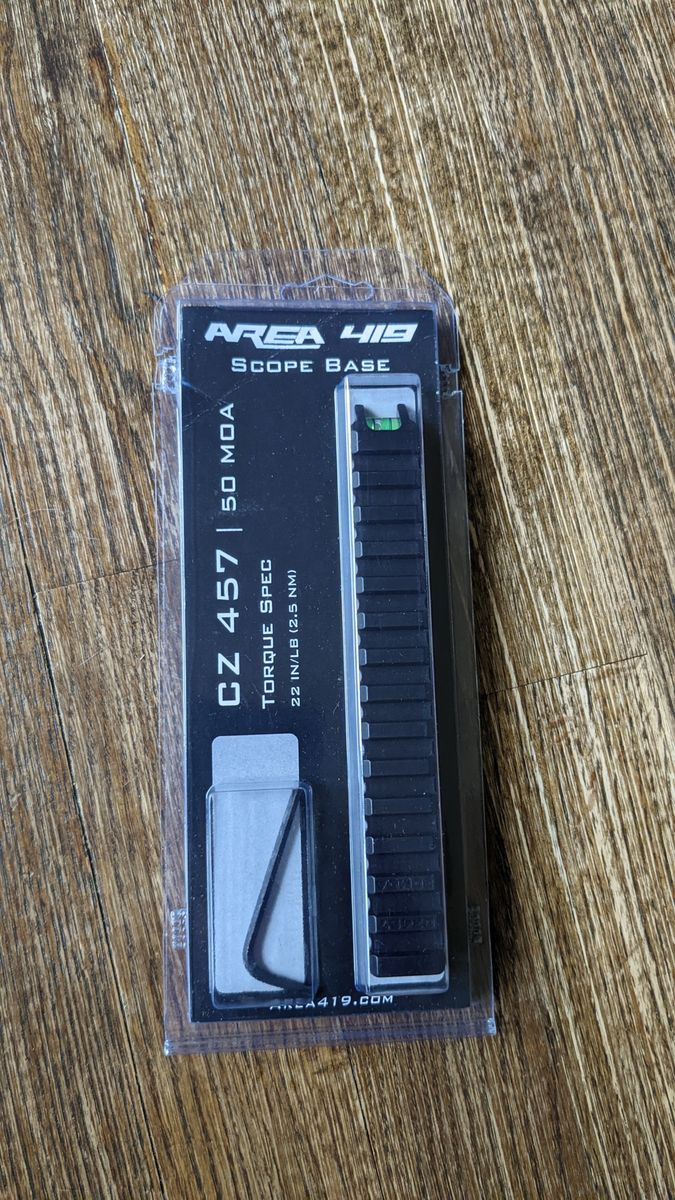 AREA 419
SCOPE BASE
CZ 457 | 50 MOA
TORQUE SPEC
22 IN/LB (2.5 NM)
AREA419.COM